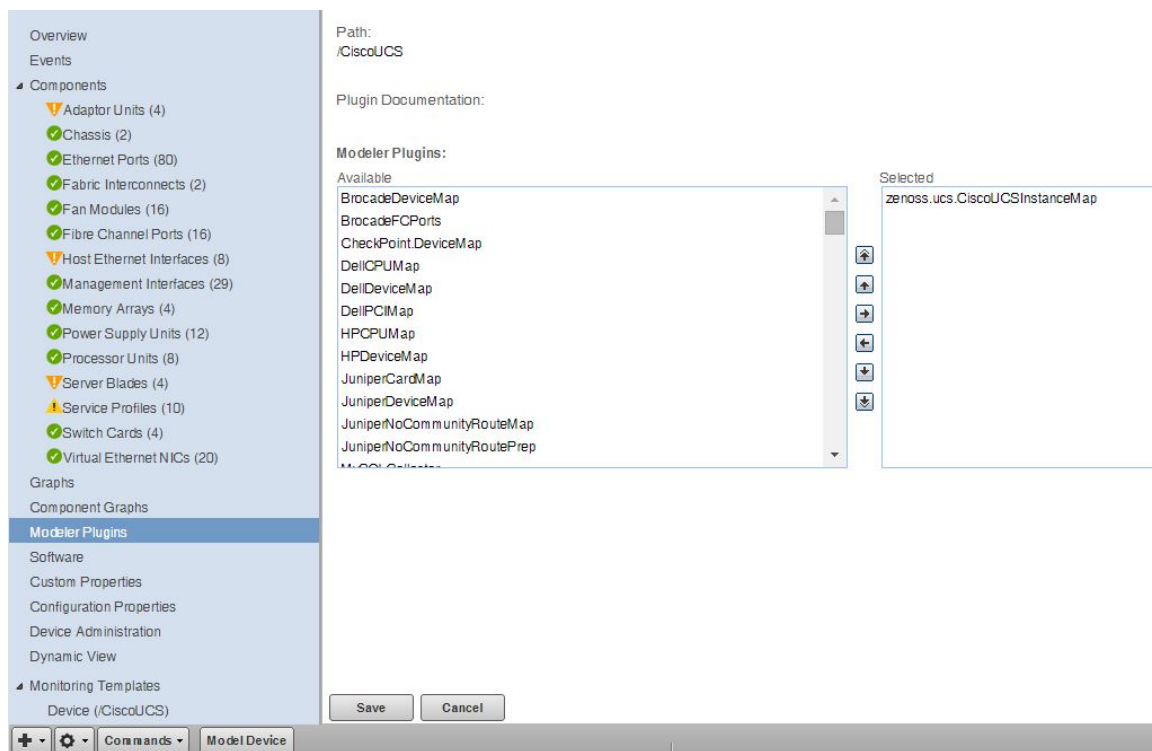 Overview
Events
Components
Adaptor Units (4)
Chassis (2)
Ethernet Ports (80)
Fabric Interconnects (2)
Fan Modules (16)
Fibre Channel Ports (16)
Host Ethernet Interfaces (8)
Management Interfaces (29)
Memory Arrays (4)
Power Supply Units (12)
Processor Units (8)
Server Blades (4)
Service Profiles (10)
Switch Cards (4)
Virtual Ethernet NICs (20)
Graphs
Component Graphs
Modeler Plugins
Software
Custom Properties
Configuration Properties
Device Administration
Dynamic View
Monitoring Templates
Device (/CiscoUCS)
Path:
/CiscoUCS
Plugin Documentation:
Modeler Plugins:
Available
BrocadeDeviceMap
BrocadeFCPorts
CheckPoint.DeviceMap
DellCPUMap
DellDeviceMap
DellPCIMap
HPCPUMap
HPDeviceMap
JuniperCardMap
JuniperDeviceMap
JuniperNoCommunityRouteMap
JuniperNoCommunityRoutePrep
Selected
zenoss.ucs.CiscoUCSInstanceMap
Save Cancel
Commands Model Device